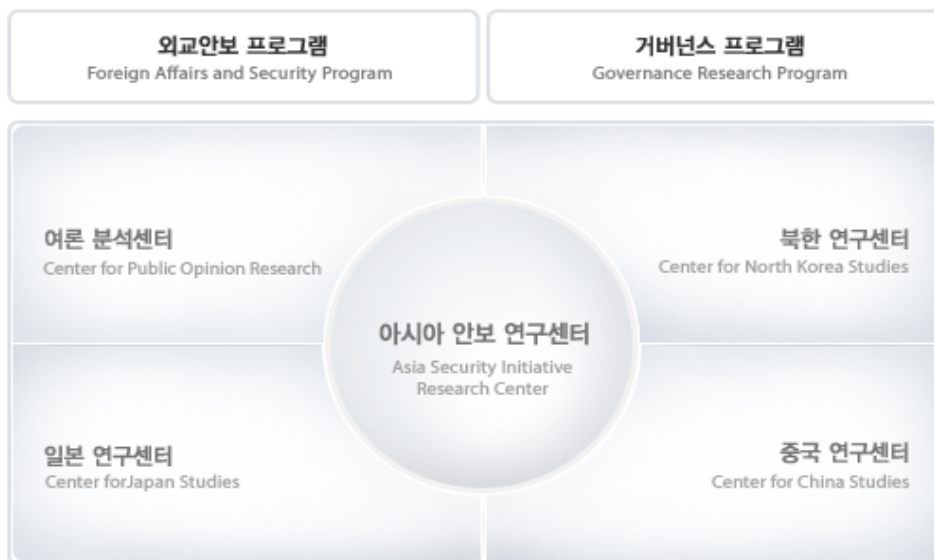 외교안보 프로그램
Foreign Affairs and Security Program
거버넌스 프로그램
Governance Research Program
여론 분석센터
Center for Public Opinion Research
북한 연구센터
Center for North Korea Studies
아시아 안보 연구센터
Asia Security Initiative
Research Center
일본 연구센터
Center forJapan Studies
중국 연구센터
Center for China Studies